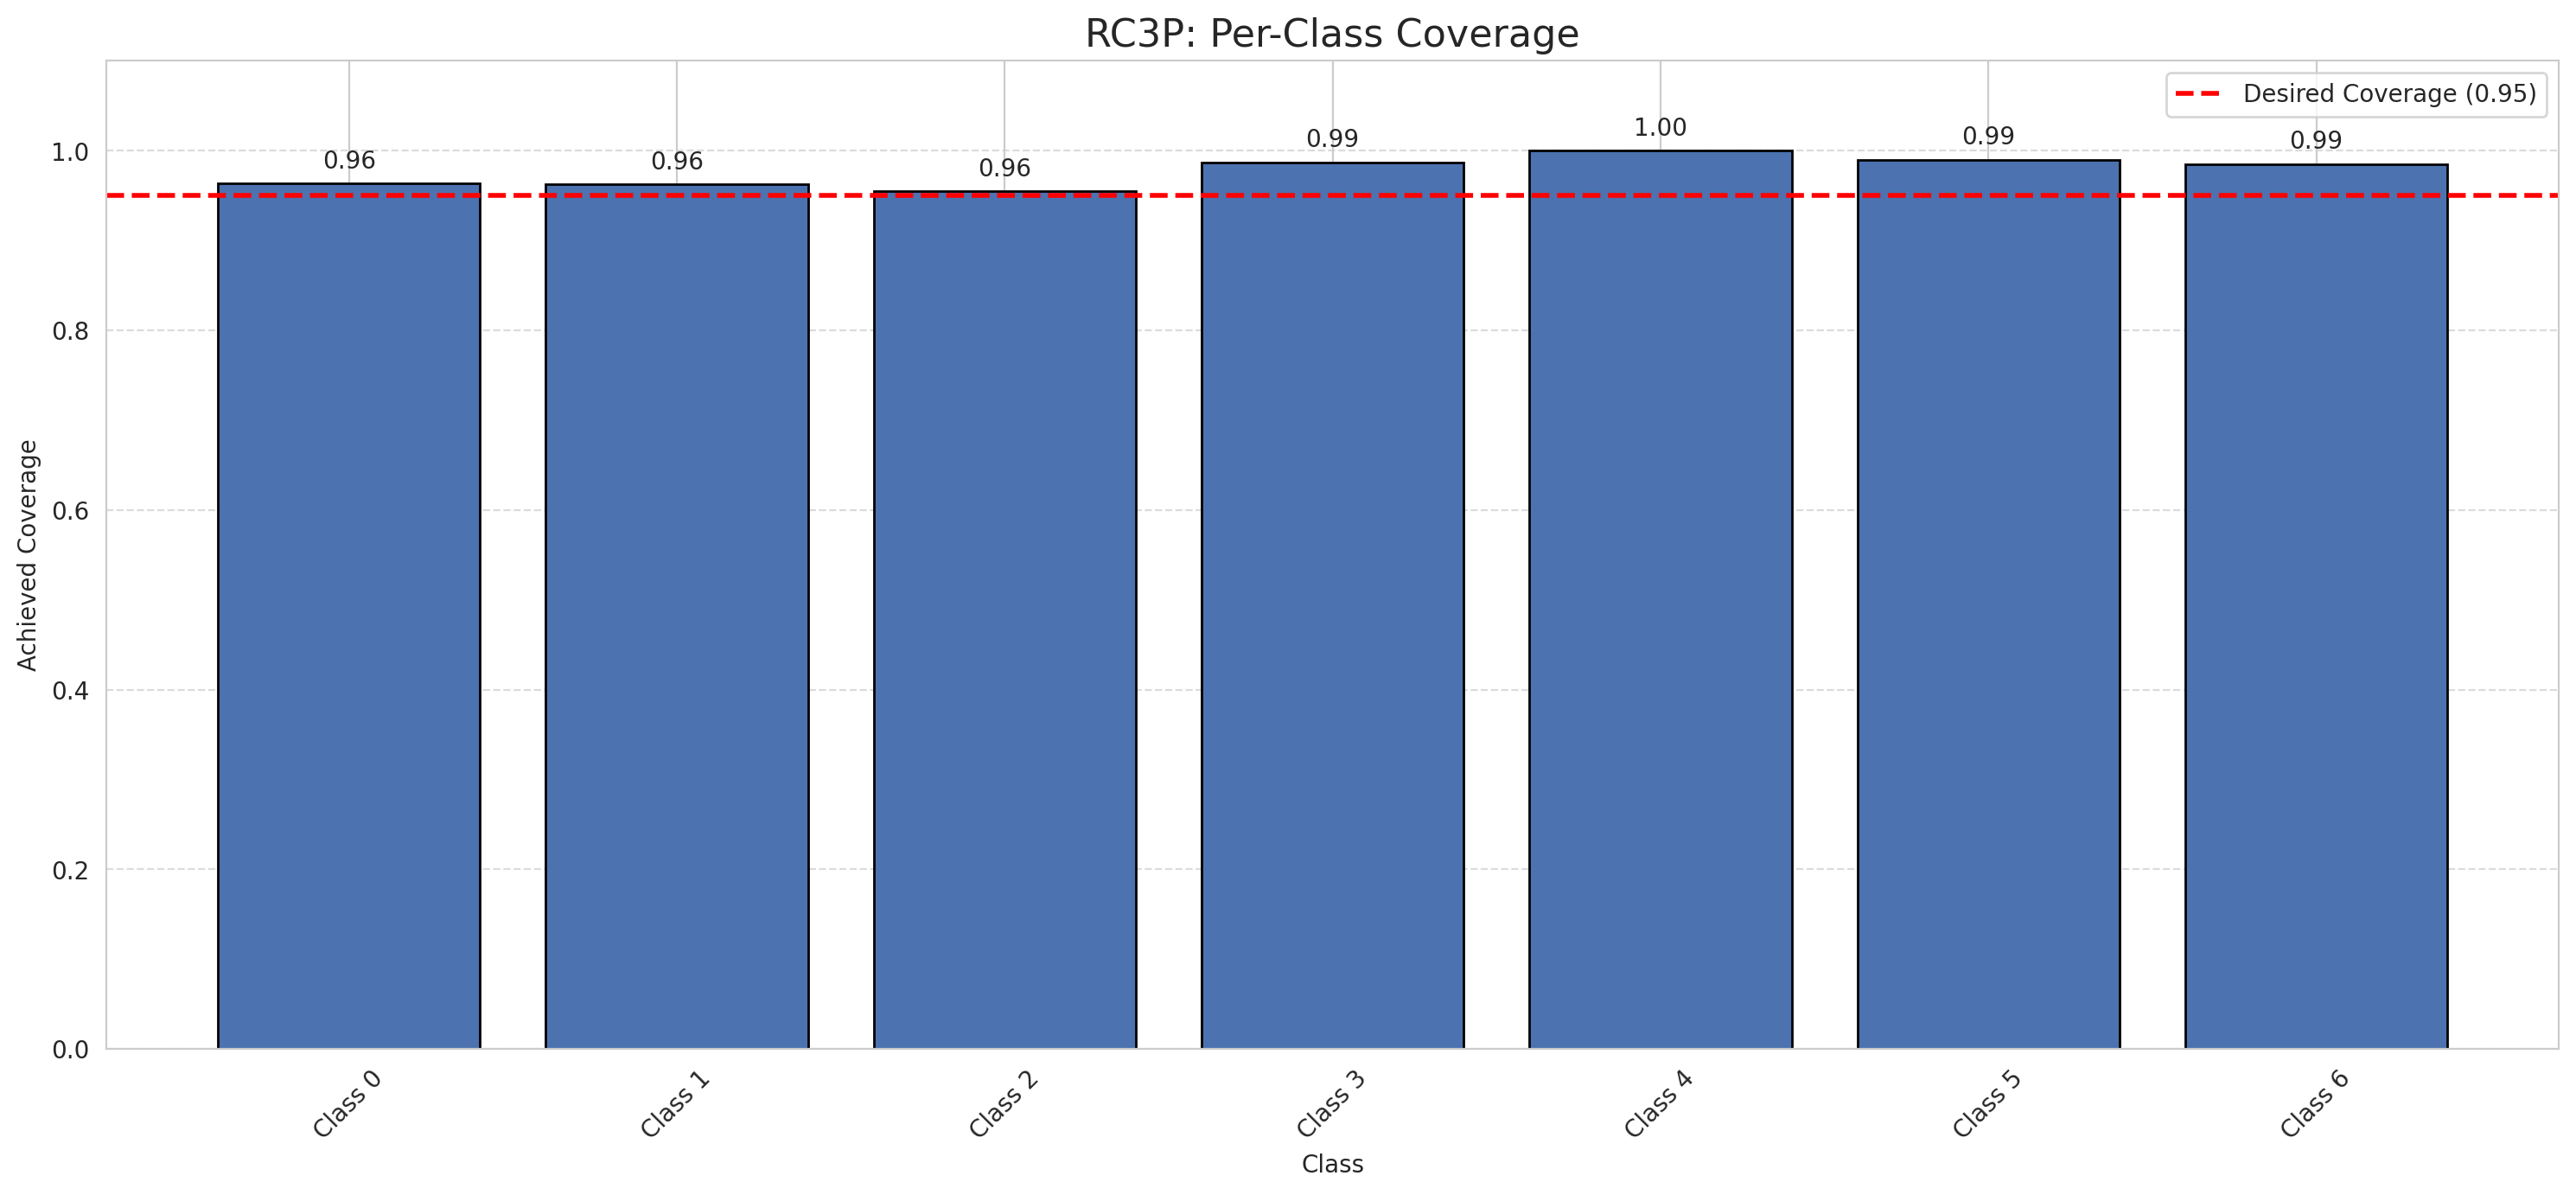 RC3P: Per-Class Coverage
Desired Coverage (0.95)
Achieved Coverage
1.0
0.8
0.6
0.4
0.2
0.0
0.96
0.96
0.96
0.99
1.00
0.99
0.99
Class 0
Class 1
Class 2
Class 3
Class 4
Class 5
Class 6
Class